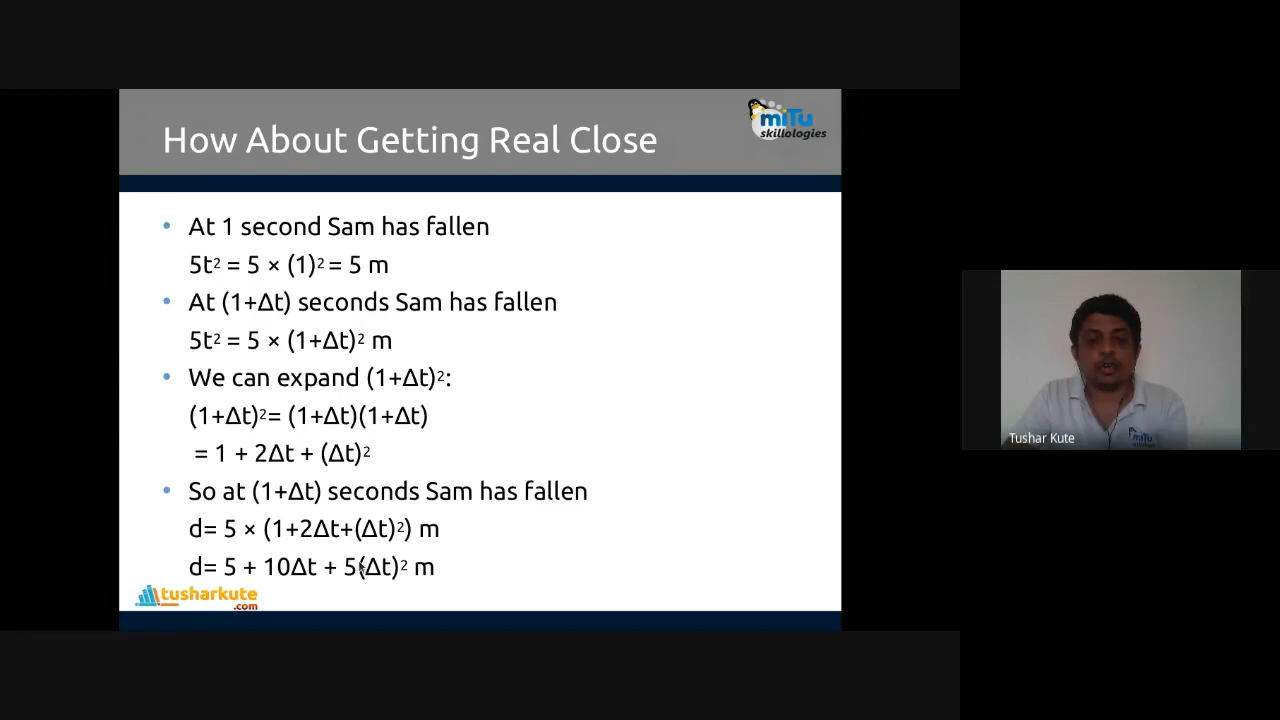 How About Getting Real Close
miTu
skillologies
• At 1 second Sam has fallen
5t² = 5 × (1)² = 5 m
• At (1+Δt) seconds Sam has fallen
5t² = 5 × (1+Δt)² m
• We can expand (1+Δt)²:
(1+Δt)²= (1+Δt)(1+Δt)
= 1 + 2Δt + (Δt)²
• So at (1+Δt) seconds Sam has fallen
d= 5 × (1+2Δt+(Δt)²) m
d= 5 + 10Δt + 5(Δt)² m
tusharkute
.com
miTu
Tushar Kute